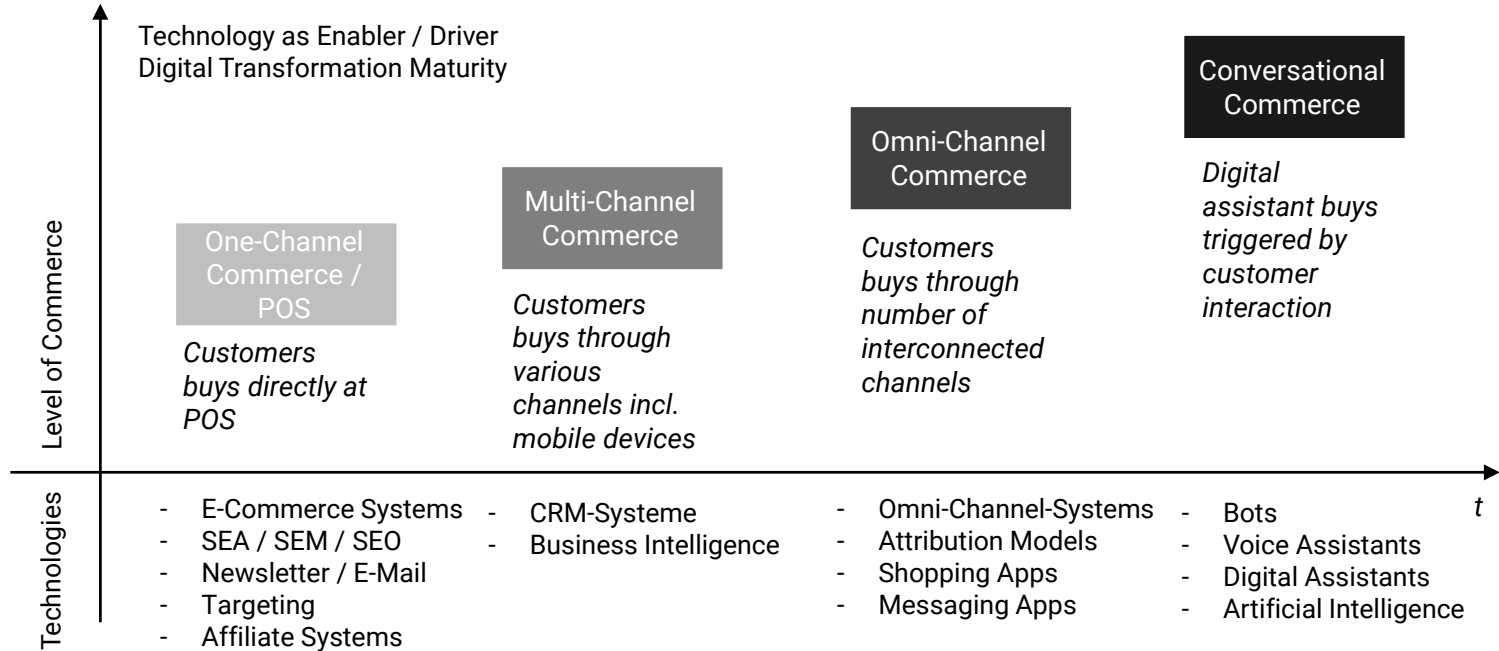 Technology as Enabler / Driver
Digital Transformation Maturity
Level of Commerce
One-Channel
Commerce /
POS
Customers
buys directly at
POS
Multi-Channel
Commerce
Customers
buys through
various
channels incl.
mobile devices
Omni-Channel
Commerce
Customers
buys through
number of
interconnected
channels
Conversational
Commerce
Digital
assistant buys
triggered by
customer
interaction
t
Technologies
- E-Commerce Systems
- SEA / SEM / SEO
- Newsletter / E-Mail
- Targeting
- Affiliate Systems
- CRM-Systeme
- Business Intelligence
- Omni-Channel-Systems
- Attribution Models
- Shopping Apps
- Messaging Apps
- Bots
- Voice Assistants
- Digital Assistants
- Artificial Intelligence